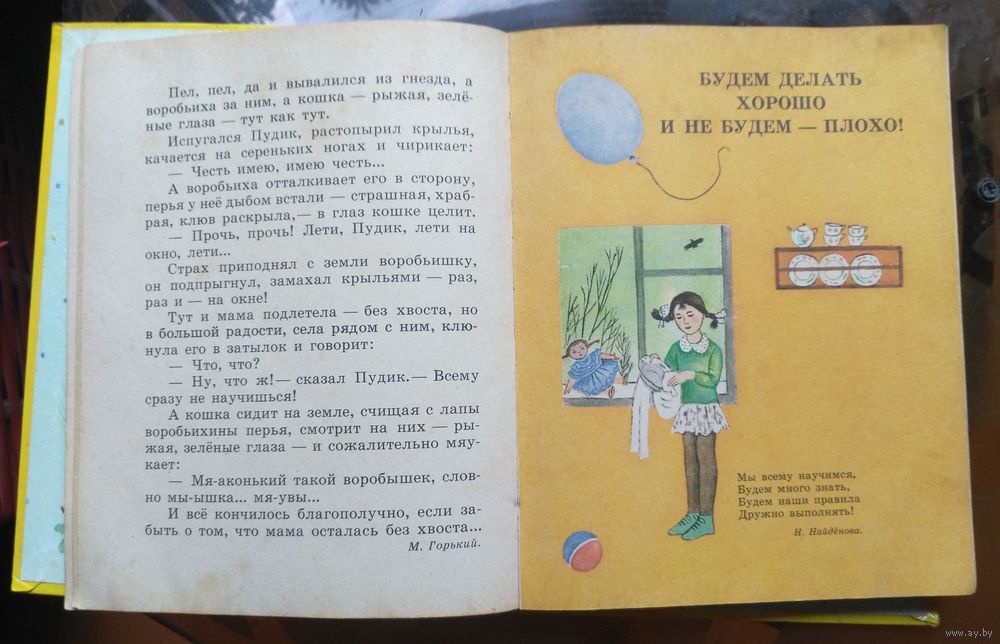 Пел, пел, да и вывалился из гнезда, а
воробьиха за ним, а кошка — рыжая, зелё-
ные глаза — тут как тут.
Испугался Пудик, растопырил крылья,
качается на сереньких ногах и чирикает:
— Честь имею, имею честь...
А воробьиха отталкивает его в сторону,
перья у неё дыбом встали — страшная, храб-
рая, клюв раскрыла,— в глаз кошке целит.
— Прочь, прочь! Лети, Пудик, лети на
окно, лети...
Страх приподнял с земли воробьишку,
он подпрыгнул, замахал крыльями — раз,
раз и — на окне!
Тут и мама подлетела — без хвоста, но
в большой радости, села рядом с ним, клю-
нула его в затылок и говорит:
— Что, что?
— Ну, что ж!— сказал Пудик.— Всему
сразу не научишься!
А кошка сидит на земле, счищая с лапы
воробьихины перья, смотрит на них — ры-
жая, зелёные глаза — и сожалительно мяу-
кает:
— Мя-аконький такой воробышек, слов-
но мы-ышка... мя-увы...
И всё кончилось благополучно, если за-
быть о том, что мама осталась без хвоста...
М. Горький.
БУДЕМ ДЕЛАТЬ
ХОРОШО
И НЕ БУДЕМ — ПЛОХО!
Мы всему научимся,
Будем много знать,
Будем наши правила
Дружно выполнять!
Н. Найдёнова.
www.ay.by